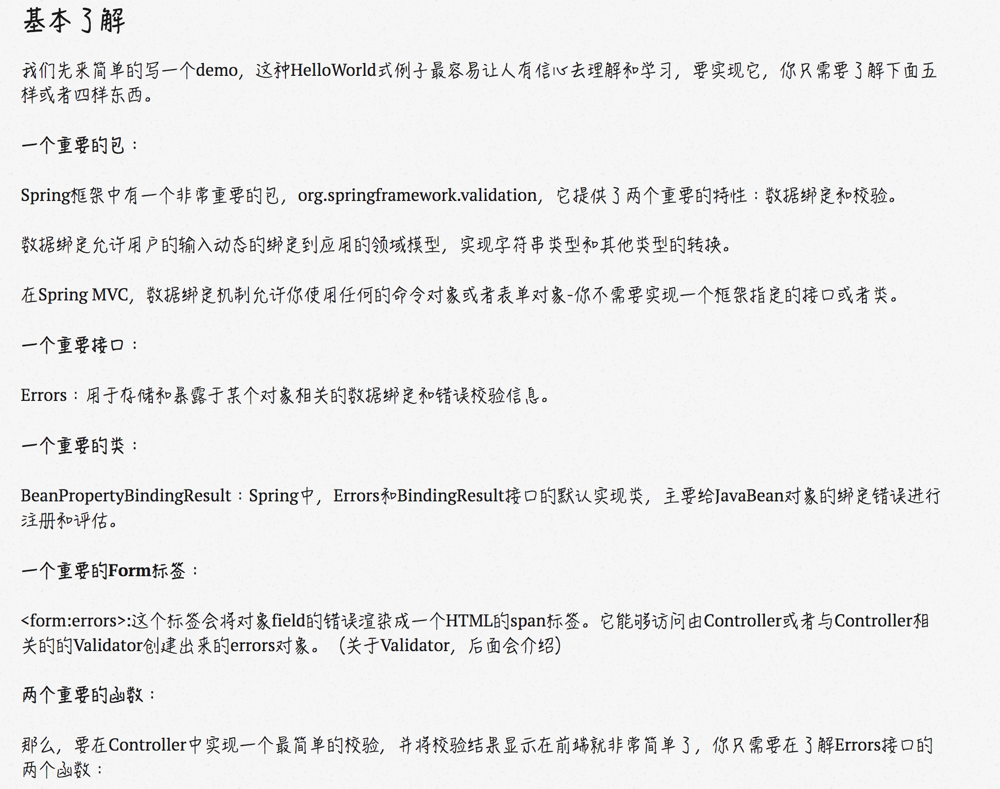 基本了解
我们先来简单的写一个demo，这种HelloWorld式例子最容易让人有信心去理解和学习，要实现它，你只需要了解下面五
样或者四样东西。
一个重要的包：
Spring框架中有一个非常重要的包，org.springframework.validation，它提供了两个重要的特性：数据绑定和校验。
数据绑定允许用户的输入动态的绑定到应用的领域模型，实现字符串类型和其他类型的转换。
在Spring MVC，数据绑定机制允许你使用任何的命令对象或者表单对象-你不需要实现一个框架指定的接口或者类。
一个重要接口：
Errors：用于存储和暴露于某个对象相关的数据绑定和错误校验信息。
一个重要的类：
BeanPropertyBindingResult：Spring中，Errors和BindingResult接口的默认实现类，主要给JavaBean对象的绑定错误进行
注册和评估。
一个重要的Form标签：
<form:errors>:这个标签会将对象field的错误渲染成一个HTML的span标签。它能够访问由Controller或者与Controller相
关的的Validator创建出来的errors对象。（关于Validator，后面会介绍）
两个重要的函数：
那么，要在Controller中实现一个最简单的校验，并将校验结果显示在前端就非常简单了，你只需要在了解Errors接口的
两个函数：